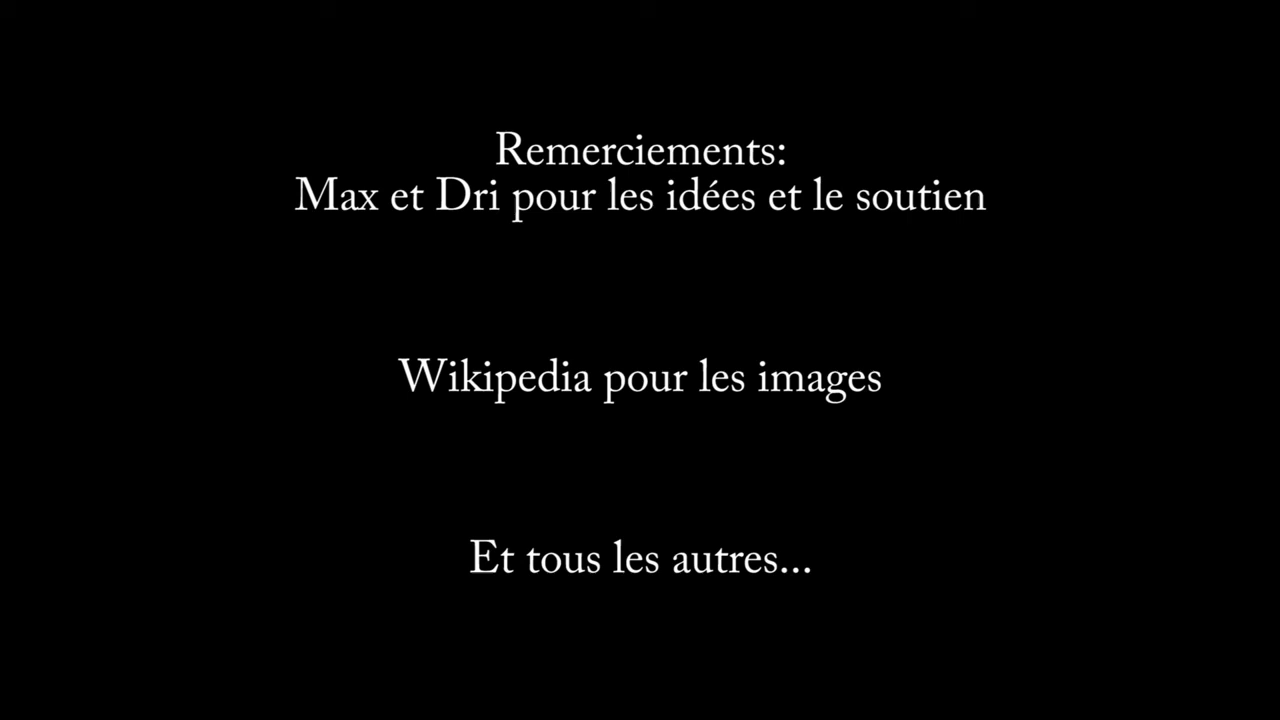 Remerciements:
Max et Dri pour les idées et le soutien
Wikipedia pour les images
Et tous les autres...